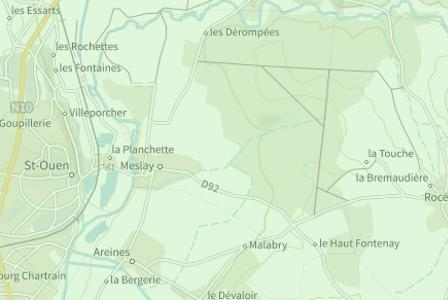 les Essarts
les Dérompées
les Rochettes
les Fontaines
N10
Villeporcher
Goupillerie
la Planchette
la Touche
St-Ouen
Meslay
la Bremaudière
D92
Areines
Malabry
le Haut Fontenay
ourg Chartrain
la Bergerie
le Dévaloir